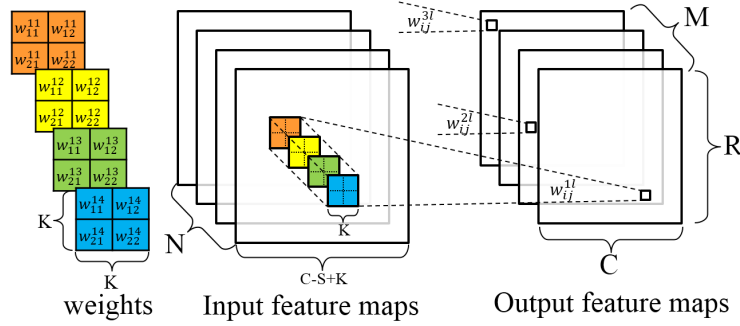 w_{11}^{11} w_{12}^{11}
w_{21}^{11} w_{22}^{11}
w_{11}^{12} w_{12}^{12}
w_{21}^{12} w_{22}^{12}
w_{11}^{13} w_{12}^{13}
w_{21}^{13} w_{22}^{13}
w_{11}^{14} w_{12}^{14}
w_{21}^{14} w_{22}^{14}
K
K
weights
N
K
C-S+K
Input feature maps
w_{ij}^{3l}
w_{ij}^{2l}
w_{ij}^{1l}
M
R
C
Output feature maps